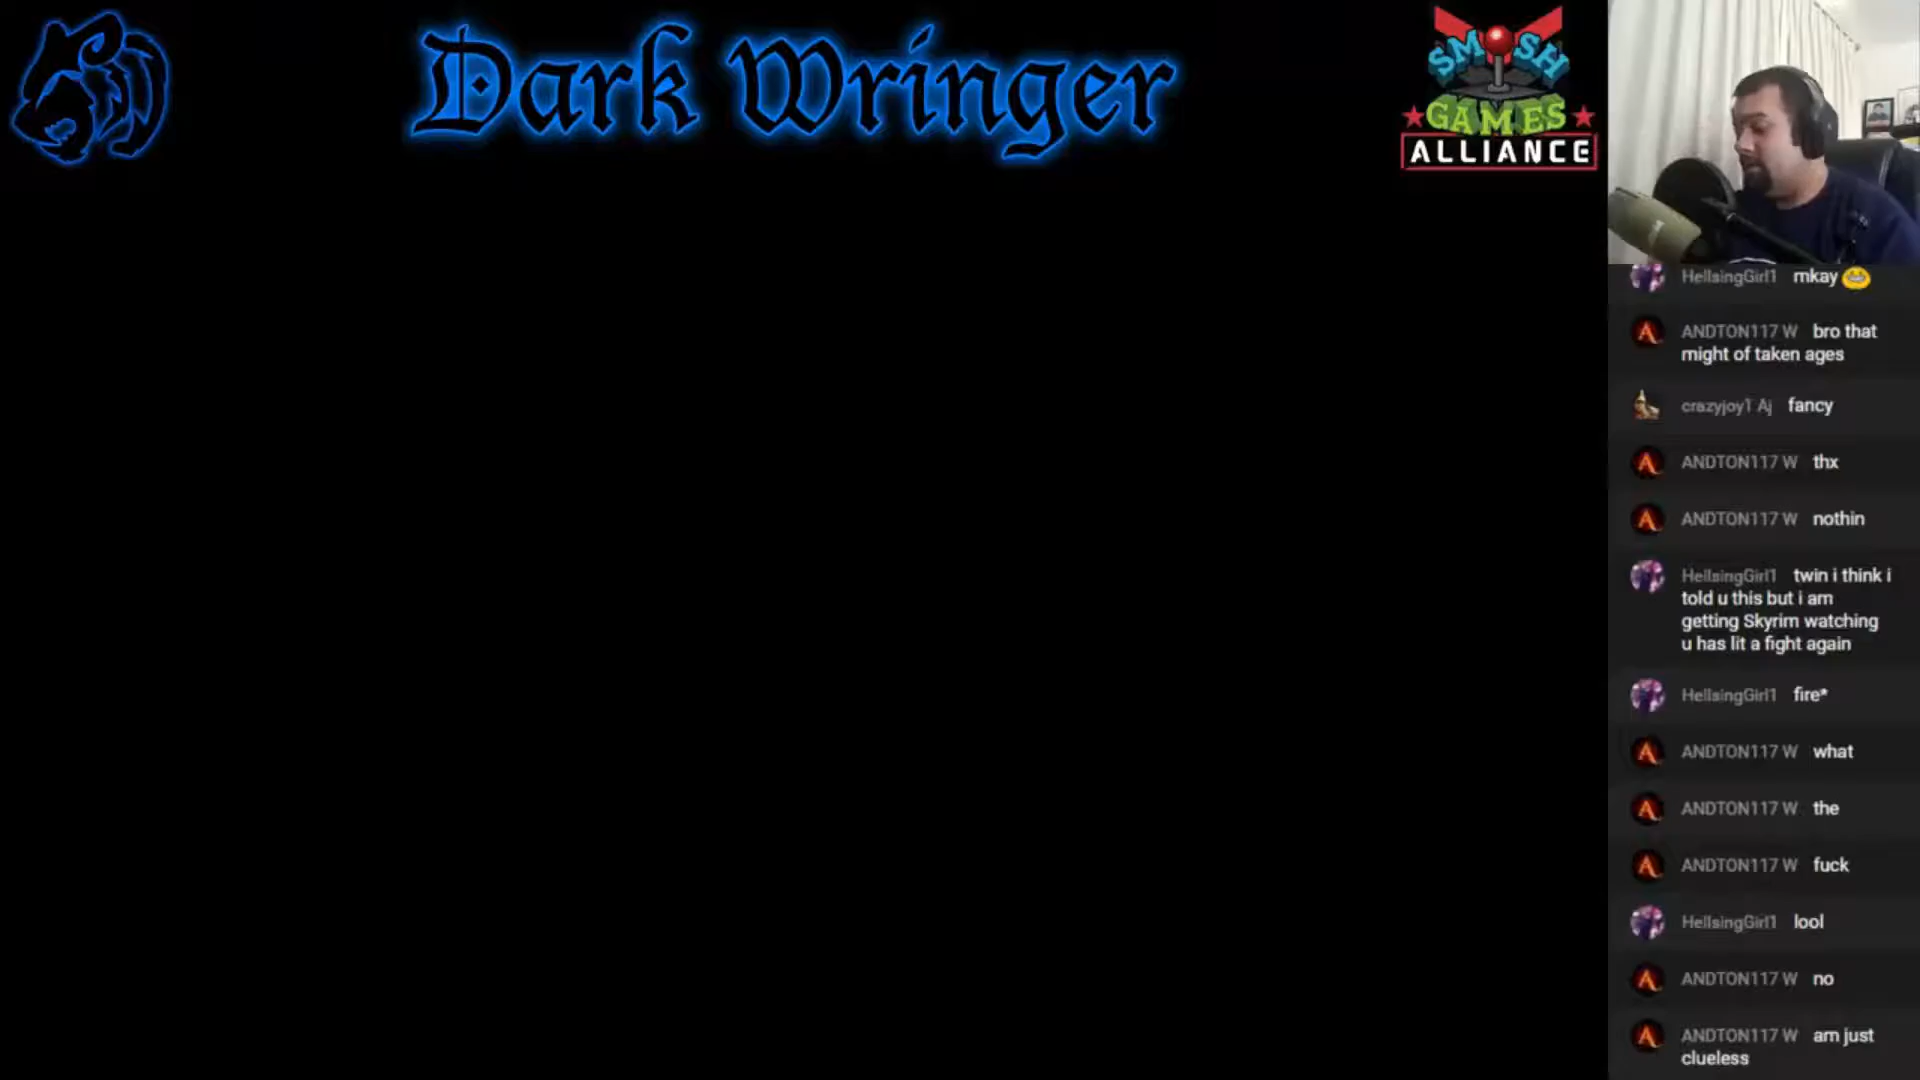 Dark Wringer
SMOSH
GAMES
ALLIANCE
HellsingGirl1 mkay
ANDTON117 W bro that
might of taken ages
crazyjoy1 Aj fancy
ANDTON117 W thx
ANDTON117 W nothin
HellsingGirl1 twin i think i
told u this but i am
getting Skyrim watching
u has lit a fight again
HellsingGirl1 fire*
ANDTON117 W what
ANDTON117 W the
ANDTON117 W fuck
HellsingGirl1 lool
ANDTON117 W no
ANDTON117 W am just
clueless